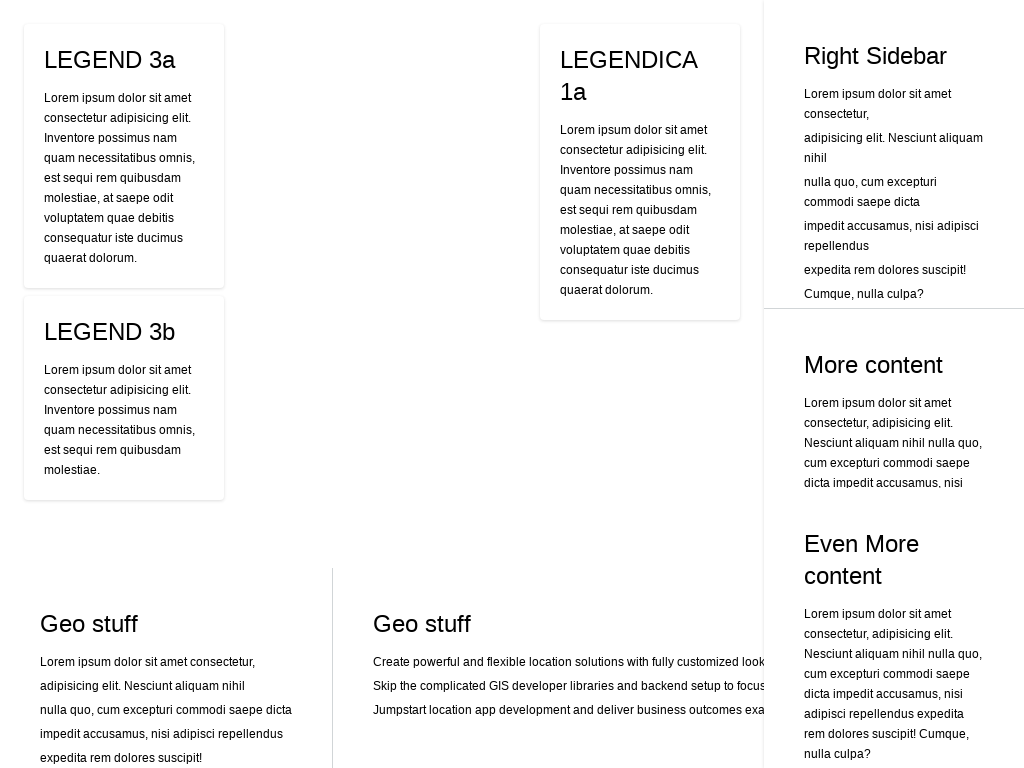 LEGEND 3a
Lorem ipsum dolor sit amet
consectetur adipisicing elit.
Inventore possimus nam
quam necessitatibus omnis,
est sequi rem quibusdam
molestiae, at saepe odit
voluptatem quae debitis
consequatur iste ducimus
quaerat dolorum.
LEGEND 3b
Lorem ipsum dolor sit amet
consectetur adipisicing elit.
Inventore possimus nam
quam necessitatibus omnis,
est sequi rem quibusdam
molestiae.
LEGENDICA
1a
Lorem ipsum dolor sit amet
consectetur adipisicing elit.
Inventore possimus nam
quam necessitatibus omnis,
est sequi rem quibusdam
molestiae, at saepe odit
voluptatem quae debitis
consequatur iste ducimus
quaerat dolorum.
Geo stuff
Lorem ipsum dolor sit amet consectetur,
adipisicing elit. Nesciunt aliquam nihil
nulla quo, cum excepturi commodi saepe dicta
impedit accusamus, nisi adipisci repellendus
expedita rem dolores suscipit!
Geo stuff
Create powerful and flexible location solutions with fully customized look
Skip the complicated GIS developer libraries and backend setup to focus
Jumpstart location app development and deliver business outcomes exa
Right Sidebar
Lorem ipsum dolor sit amet
consectetur,
adipisicing elit. Nesciunt aliquam
nihil
nulla quo, cum excepturi
commodi saepe dicta
impedit accusamus, nisi adipisci
repellendus
expedita rem dolores suscipit!
Cumque, nulla culpa?
More content
Lorem ipsum dolor sit amet
consectetur, adipisicing elit.
Nesciunt aliquam nihil nulla quo,
cum excepturi commodi saepe
dicta impedit accusamus, nisi
Even More
content
Lorem ipsum dolor sit amet
consectetur, adipisicing elit.
Nesciunt aliquam nihil nulla quo,
cum excepturi commodi saepe
dicta impedit accusamus, nisi
adipisci repellendus expedita
rem dolores suscipit! Cumque,
nulla culpa?